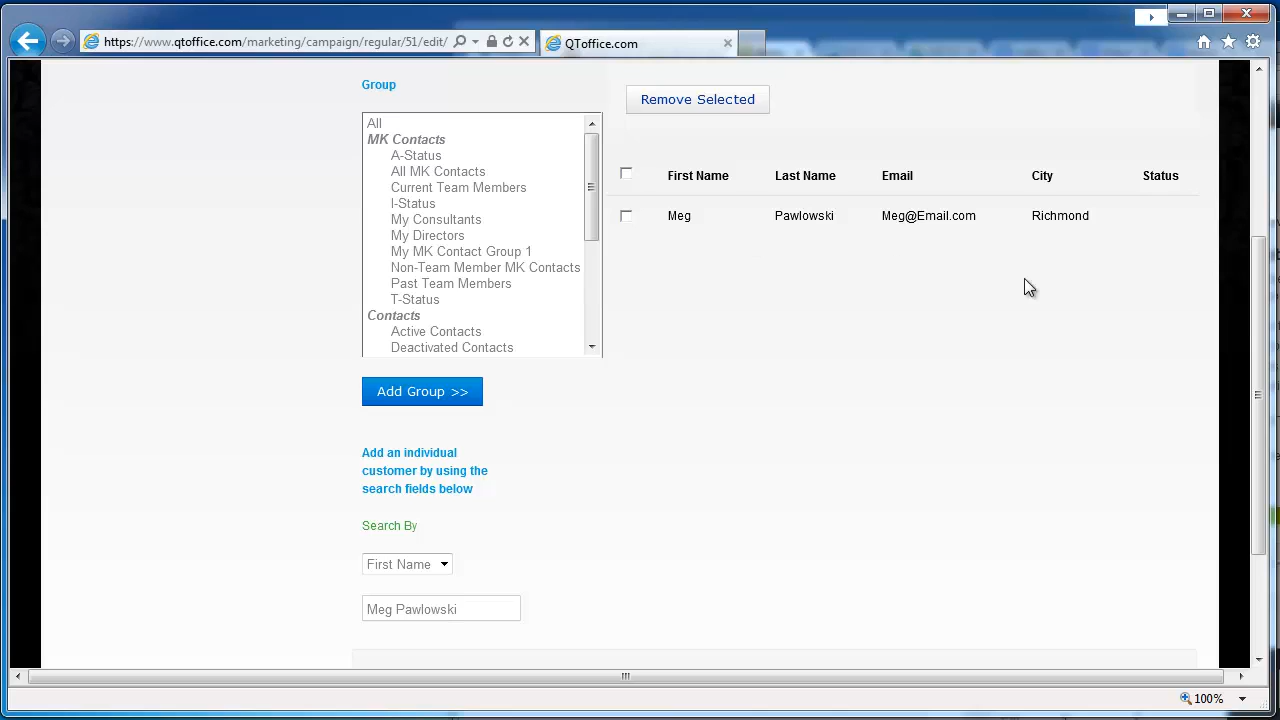 https://www.qtoffice.com/marketing/campaign/regular/51/edit/
QToffice.com
Group
Remove Selected
All
MK Contacts
A-Status
All MK Contacts
Current Team Members
I-Status
My Consultants
My Directors
My MK Contact Group 1
Non-Team Member MK Contacts
Past Team Members
T-Status
Contacts
Active Contacts
Deactivated Contacts
First Name Last Name Email City Status
Meg Pawlowski Meg@Email.com Richmond
Add Group >>
Add an individual
customer by using the
search fields below
Search By
First Name
Meg Pawlowski
100%